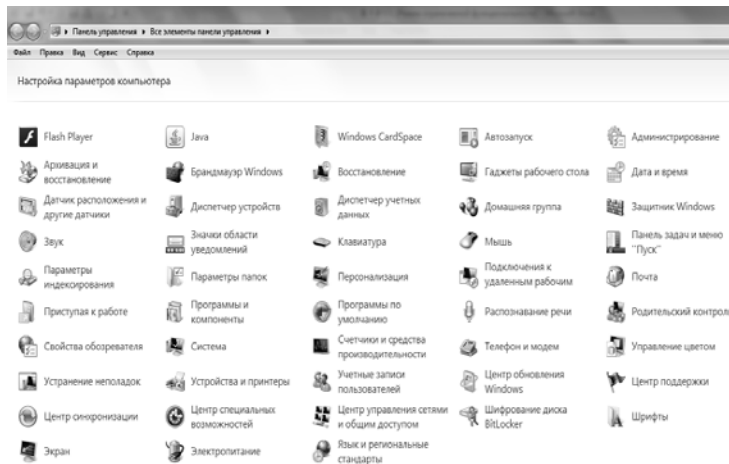 Панель управления Все элементы панели управления
Файл Правка Вид Сервис Справка
Настройка параметров компьютера
Flash Player Java Windows CardSpace Автозапуск Администрирование
Архивация и
восстановление
Брандмауэр Windows Восстановление Гаджеты рабочего стола Дата и время
Датчик расположения и
другие датчики
Диспетчер устройств
Диспетчер учетных
данных
Домашняя группа Защитник Windows
Звук
Значки области
уведомлений
Клавиатура Мышь
Панель задач и меню
"Пуск"
Параметры
индексирования
Параметры папок Персонализация
Подключения к
удаленным рабочим
Почта
Приступая к работе
Программы и
компоненты
Программы по
умолчанию
Распознавание речи Родительский контрол
Свойства обозревателя Система
Счетчики и средства
производительности
Телефон и модем Управление цветом
Устранение неполадок Устройства и принтеры
Учетные записи
пользователей
Центр обновления
Windows
Центр поддержки
Центр синхронизации
Центр специальных
возможностей
Центр управления сетями
и общим доступом
Шифрование диска
BitLocker
Шрифты
Экран Электропитание
Язык и региональные
стандарты